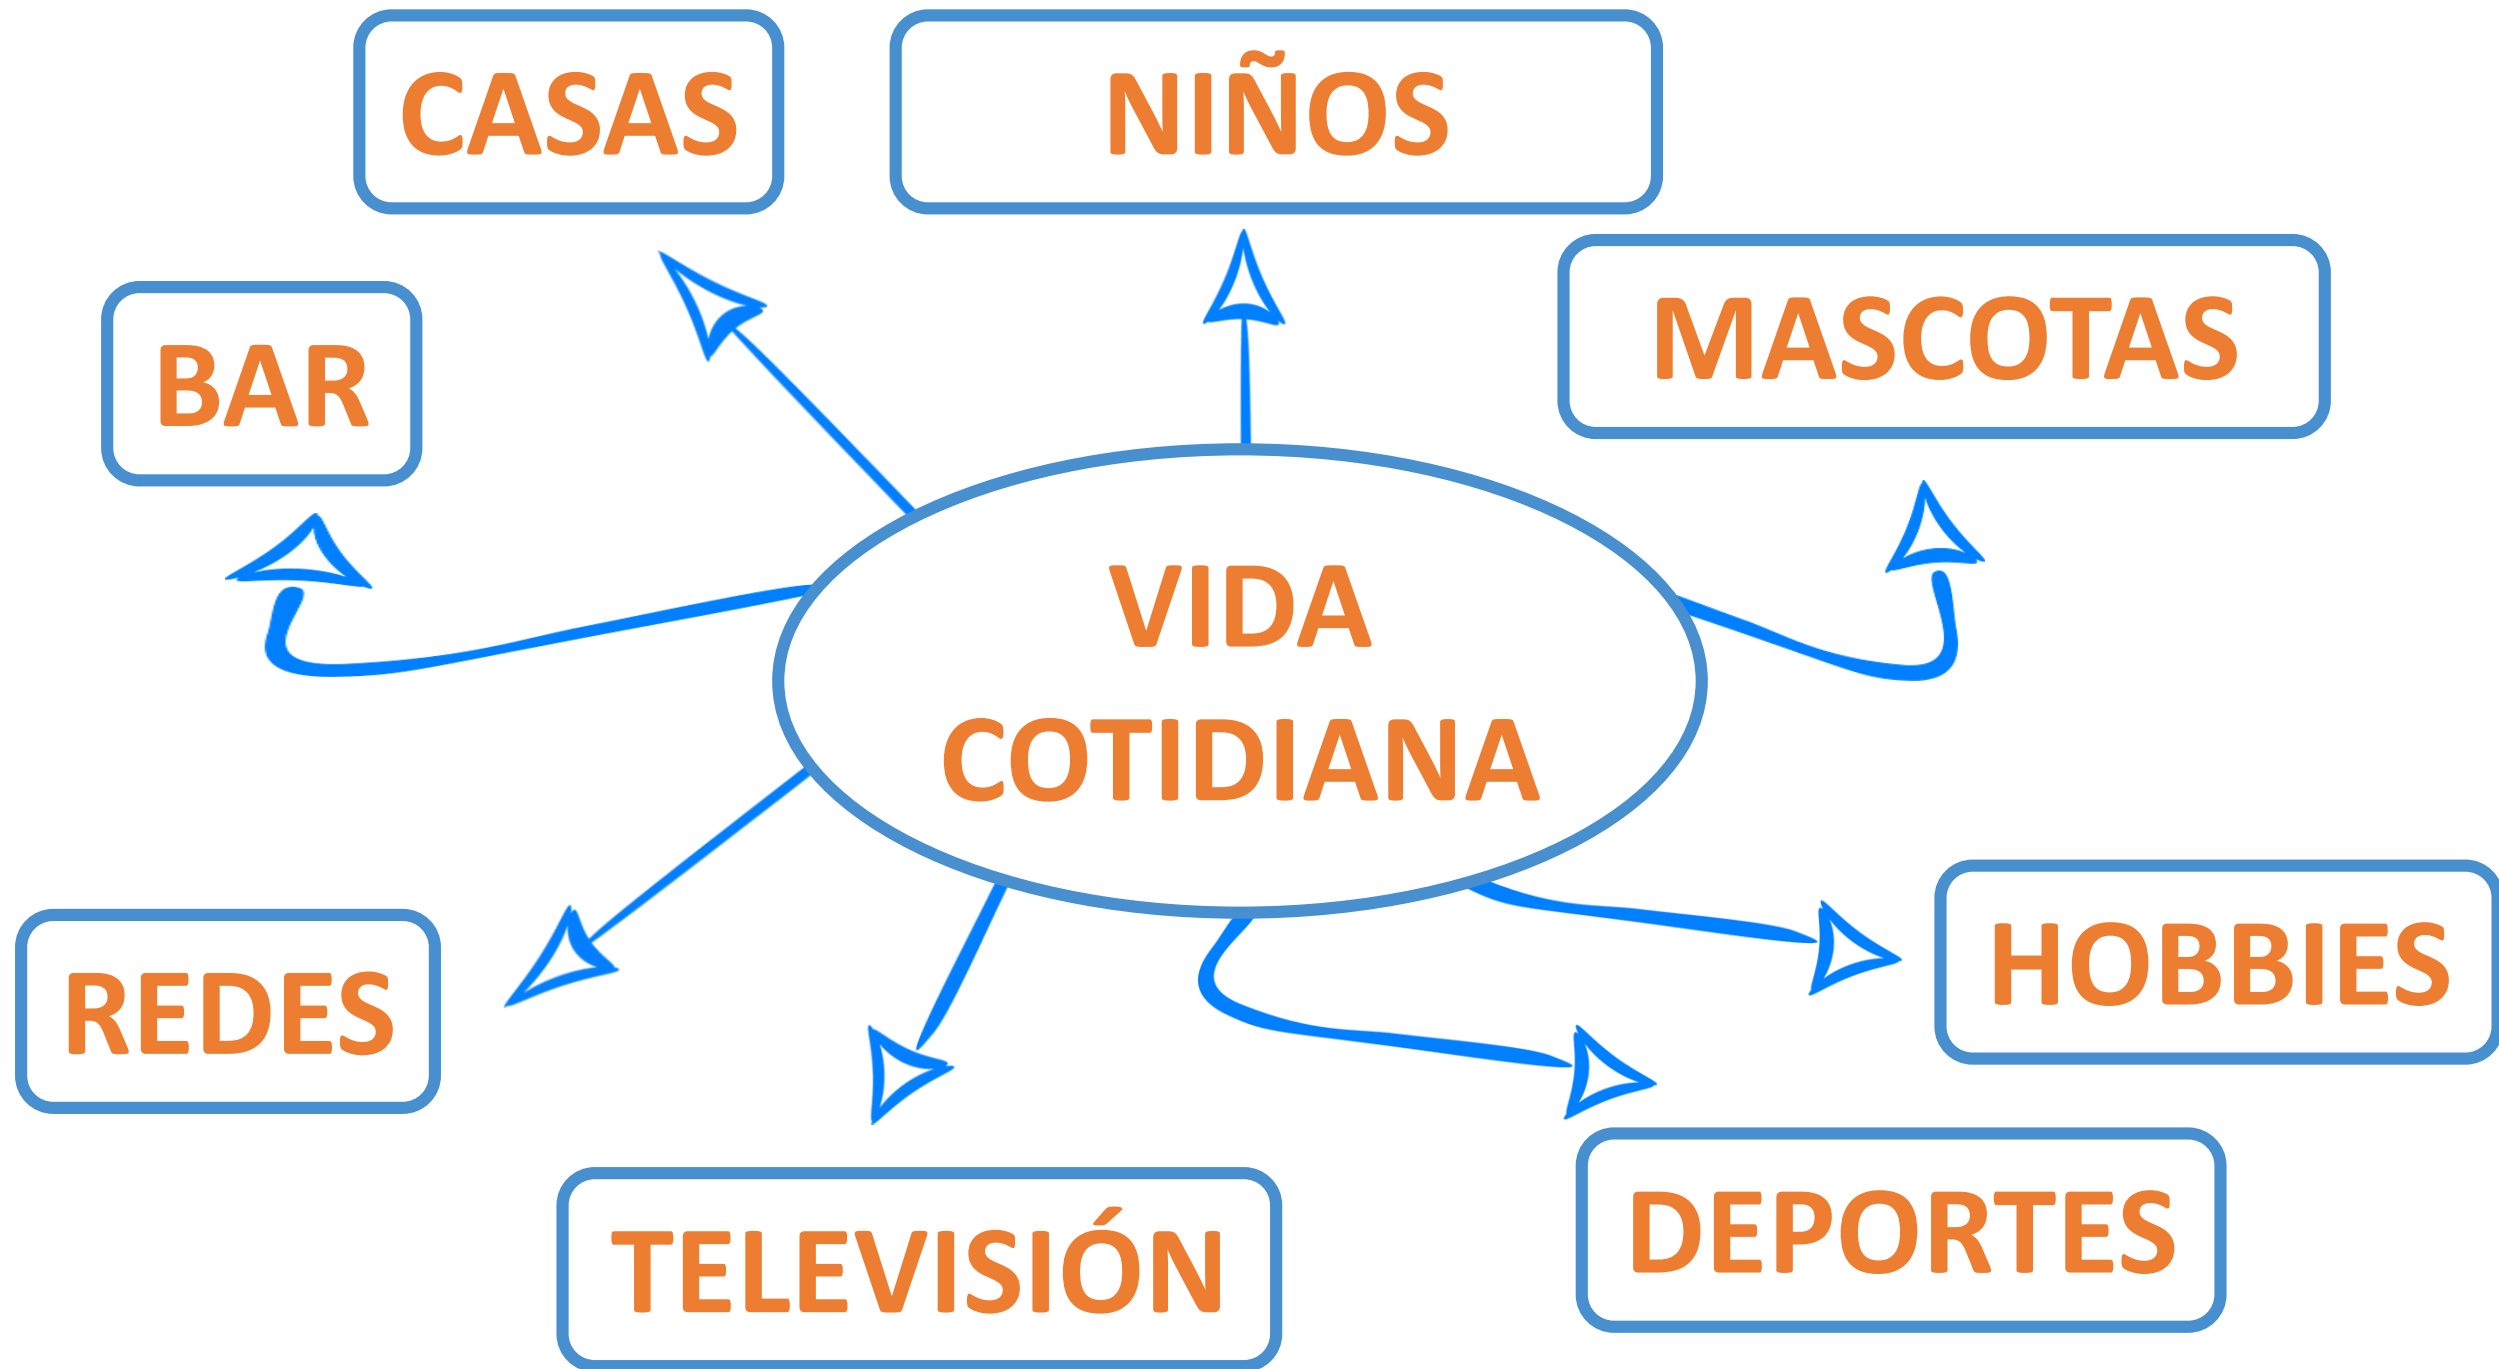 CASAS
NIÑOS
MASCOTAS
BAR
VIDA
COTIDIANA
HOBBIES
REDES
DEPORTES
TELEVISIÓN